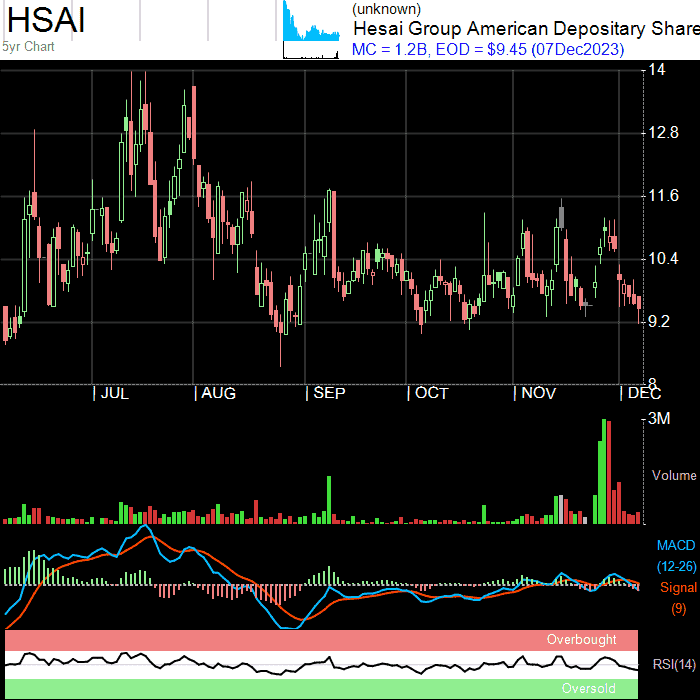 HSAI
5yr Chart
(unknown)
Hesai Group American Depositary Share
MC = 1.2B, EOD = $9.45 (07Dec2023)
14
12.8
11.6
10.4
9.2
8
JUL AUG SEP OCT NOV DEC
3M
Volume
MACD
(12-26)
Signal
(9)
Overbought
RSI(14)
Oversold